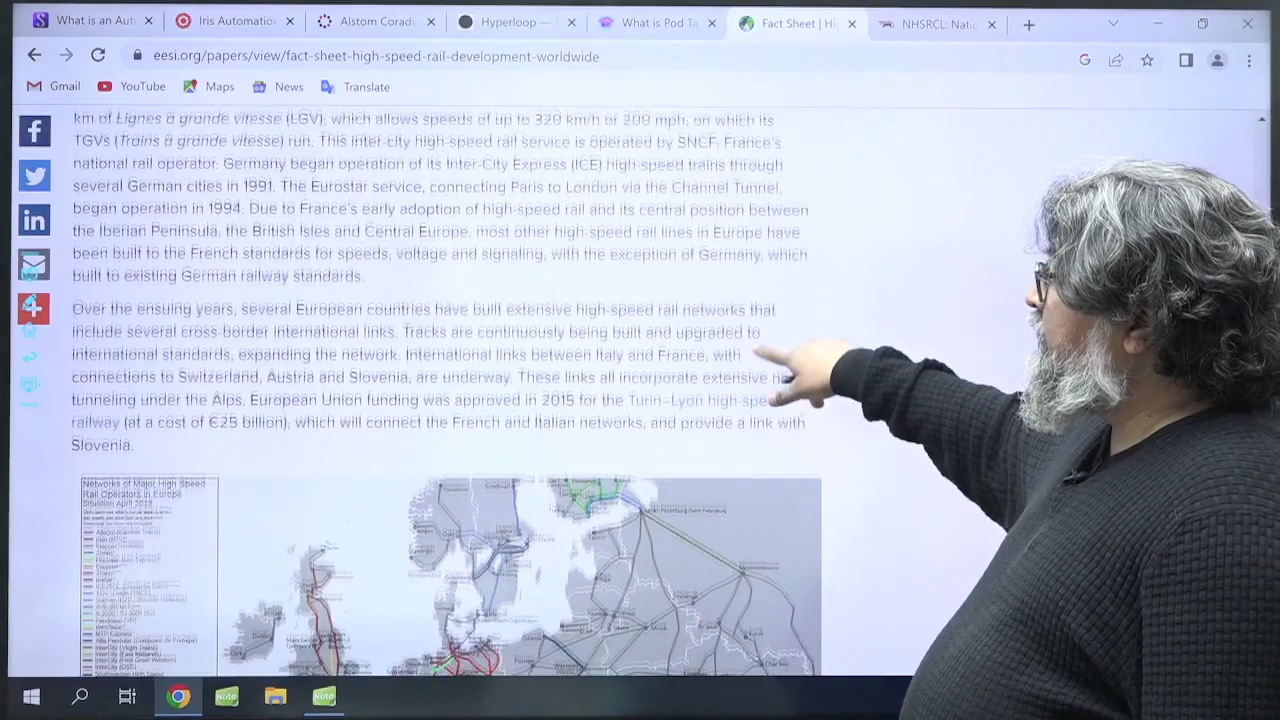 What is an Aut
Iris Automatio
Alstom Coradi
Hyperloop —
What is Pod Ta
Fact Sheet | Hi
NHSRCL: Natio
eesi.org/papers/view/fact-sheet-high-speed-rail-development-worldwide
Gmail
YouTube
Maps
News
Translate
km of Lignes à grande vitesse (LGV), which allows speeds of up to 320 km/h or 200 mph, on which its
TGVs (Trains à grande vitesse) run. This inter-city high-speed rail service is operated by SNCF, France's
national rail operator. Germany began operation of its Inter-City Express (ICE) high-speed trains through
several German cities in 1991. The Eurostar service, connecting Paris to London via the Channel Tunnel,
began operation in 1994. Due to France's early adoption of high-speed rail and its central position between
the Iberian Peninsula, the British Isles and Central Europe, most other high-speed rail lines in Europe have
been built to the French standards for speeds, voltage and signaling, with the exception of Germany, which
built to existing German railway standards.
Over the ensuing years, several European countries have built extensive high-speed rail networks that
include several cross-border international links. Tracks are continuously being built and upgraded to
international standards, expanding the network. International links between Italy and France, with
connections to Switzerland, Austria and Slovenia, are underway. These links all incorporate extensive
tunneling under the Alps. European Union funding was approved in 2015 for the Turin–Lyon high-spe
railway (at a cost of €25 billion), which will connect the French and Italian networks, and provide a link with
Slovenia.
Networks of Major High Speed
Rail Operators in Europe
Situation April 2018
Note
Note